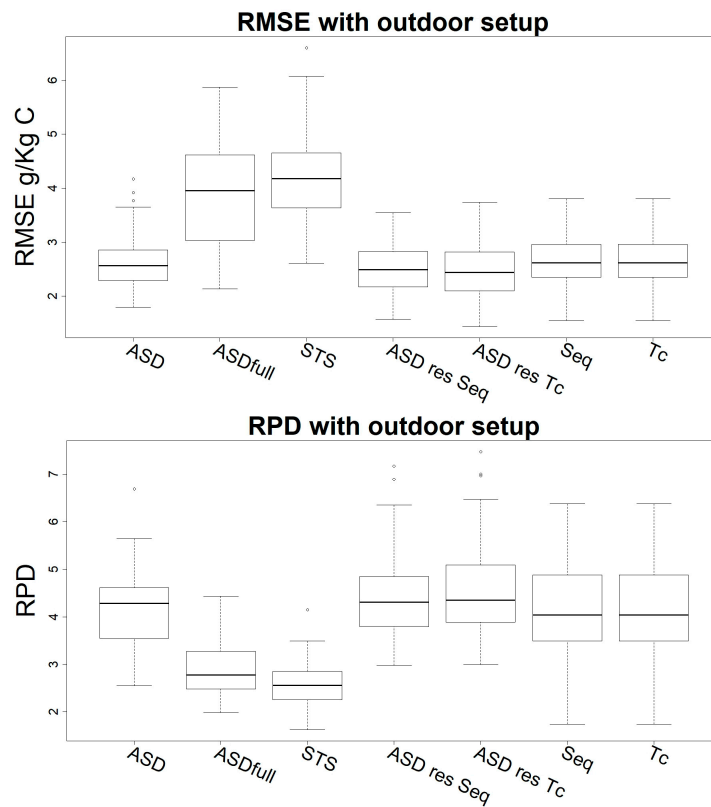 RMSE with outdoor setup
RMSE g/Kg C
6
5
4
3
2
ASD
ASDfull
STS
ASD res Seq
ASD res Tc
Seq
Tc
RPD with outdoor setup
RPD
7
6
5
4
3
2
ASD
ASDfull
STS
ASD res Seq
ASD res Tc
Seq
Tc